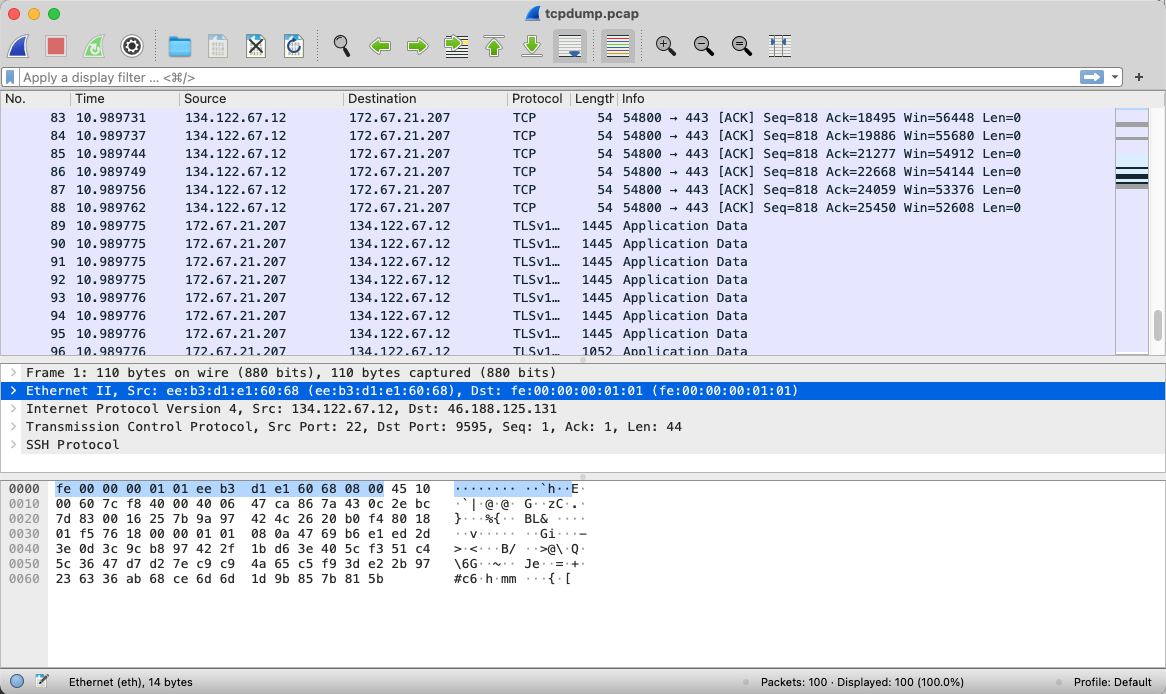 tcpdump.pcap
Apply a display filter ... <⌘/>
No. Time Source Destination Protocol Length Info
83 10.989731 134.122.67.12 172.67.21.207 TCP 54 54800 → 443 [ACK] Seq=818 Ack=18495 Win=56448 Len=0
84 10.989737 134.122.67.12 172.67.21.207 TCP 54 54800 → 443 [ACK] Seq=818 Ack=19886 Win=55680 Len=0
85 10.989744 134.122.67.12 172.67.21.207 TCP 54 54800 → 443 [ACK] Seq=818 Ack=21277 Win=54912 Len=0
86 10.989749 134.122.67.12 172.67.21.207 TCP 54 54800 → 443 [ACK] Seq=818 Ack=22668 Win=54144 Len=0
87 10.989756 134.122.67.12 172.67.21.207 TCP 54 54800 → 443 [ACK] Seq=818 Ack=24059 Win=53376 Len=0
88 10.989762 134.122.67.12 172.67.21.207 TCP 54 54800 → 443 [ACK] Seq=818 Ack=25450 Win=52608 Len=0
89 10.989775 172.67.21.207 134.122.67.12 TLSv1… 1445 Application Data
90 10.989775 172.67.21.207 134.122.67.12 TLSv1… 1445 Application Data
91 10.989775 172.67.21.207 134.122.67.12 TLSv1… 1445 Application Data
92 10.989775 172.67.21.207 134.122.67.12 TLSv1… 1445 Application Data
93 10.989776 172.67.21.207 134.122.67.12 TLSv1… 1445 Application Data
94 10.989776 172.67.21.207 134.122.67.12 TLSv1… 1445 Application Data
95 10.989776 172.67.21.207 134.122.67.12 TLSv1… 1445 Application Data
96 10.989776 172.67.21.207 134.122.67.12 TLSv1… 1052 Application Data
Frame 1: 110 bytes on wire (880 bits), 110 bytes captured (880 bits)
Ethernet II, Src: ee:b3:d1:e1:60:68 (ee:b3:d1:e1:60:68), Dst: fe:00:00:00:01:01 (fe:00:00:00:01:01)
Internet Protocol Version 4, Src: 134.122.67.12, Dst: 46.188.125.131
Transmission Control Protocol, Src Port: 22, Dst Port: 9595, Seq: 1, Ack: 1, Len: 44
SSH Protocol
0000 fe 00 00 00 01 01 ee b3 d1 e1 60 68 08 00 45 10 ········ ··`h··E·
0010 00 60 7c f8 40 00 40 06 47 ca 86 7a 43 0c 2e bc ·`|·@·@· G··zC·.·
0020 7d 83 00 16 25 7b 9a 97 42 4c 26 20 b0 f4 80 18 }···%{·· BL& ····
0030 01 f5 76 18 00 00 01 01 08 0a 47 69 b6 e1 ed 2d ··v····· ··Gi···-
0040 3e 0d 3c 9c b8 97 42 2f 1b d6 3e 40 5c f3 51 c4 >·<···B/ ··>@\·Q·
0050 5c 36 47 d7 d2 7e c9 c9 4a 65 c5 f9 3d e2 2b 97 \6G··~·· Je··=·+·
0060 23 63 36 ab 68 ce 6d 6d 1d 9b 85 7b 81 5b #c6·h·mm ···{·[
Ethernet (eth), 14 bytes Packets: 100 · Displayed: 100 (100.0%) Profile: Default